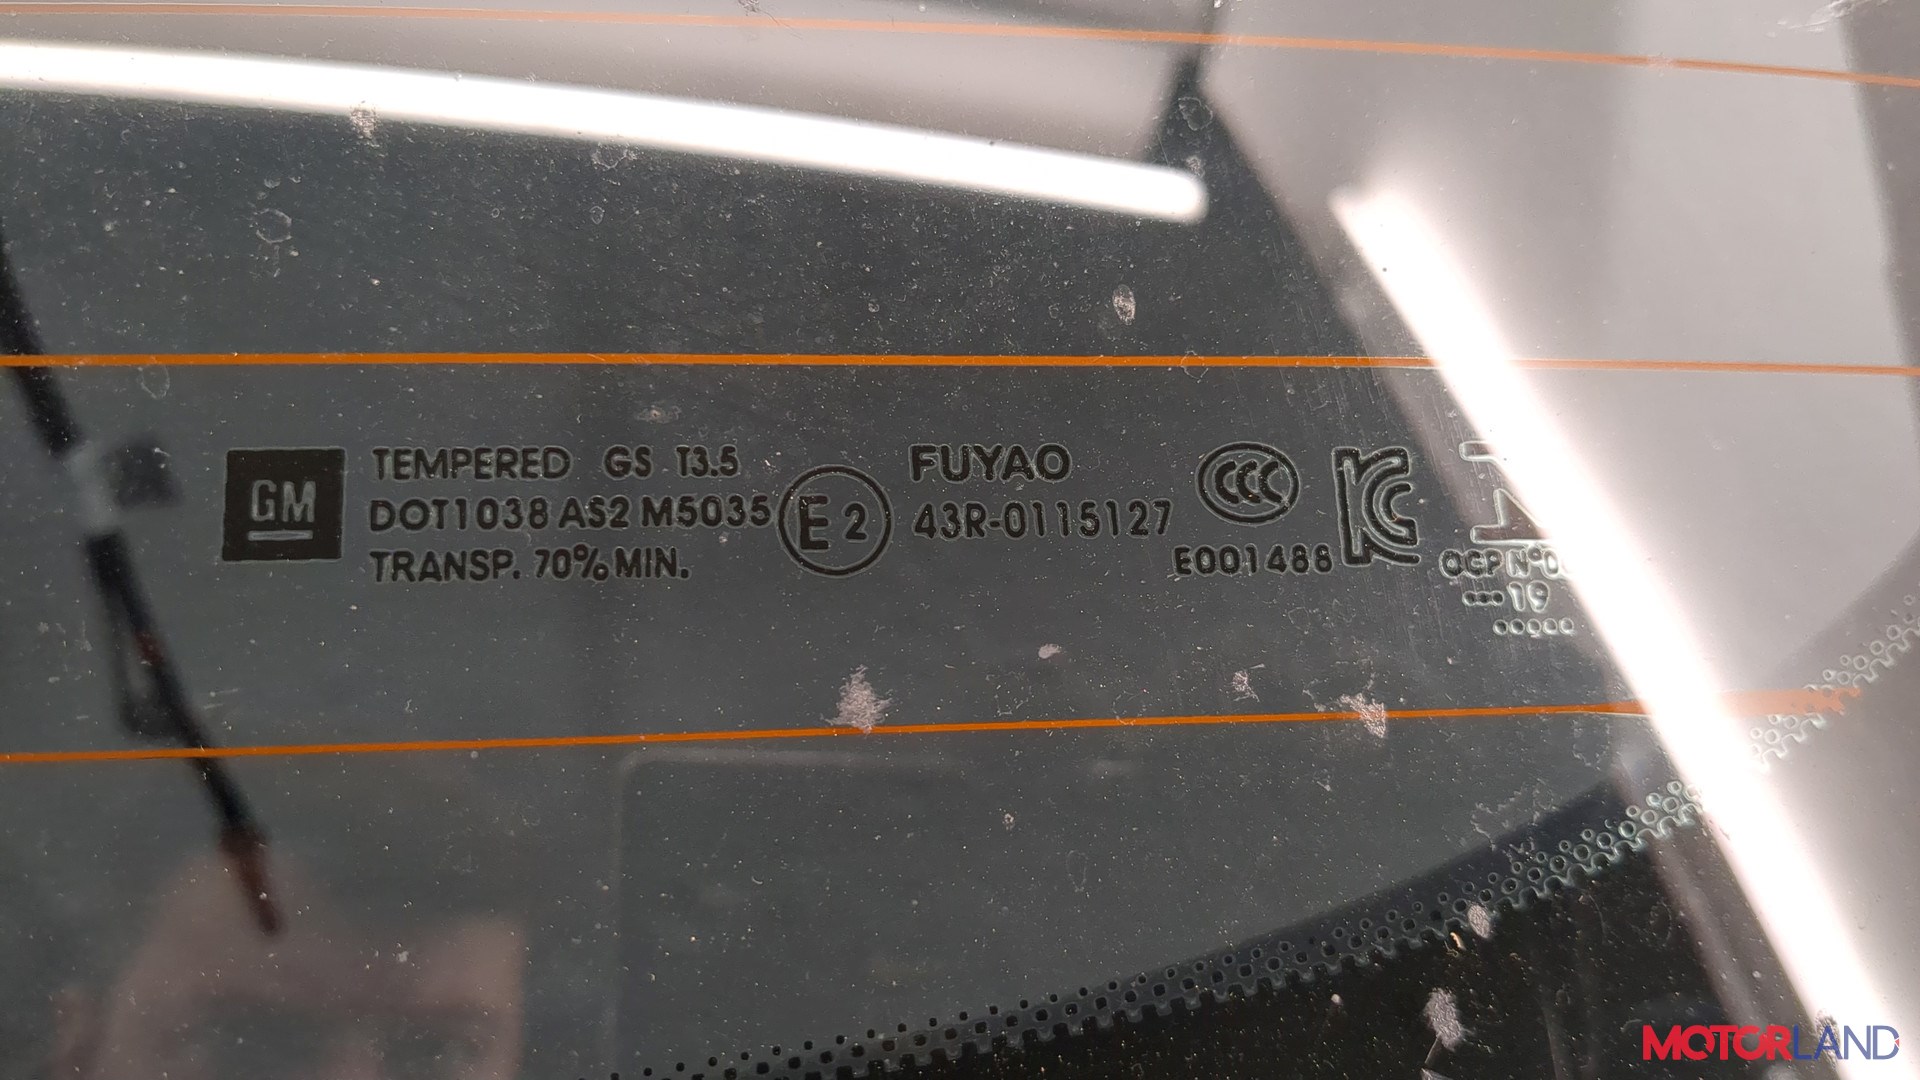 GM
TEMPERED GS T3.5
DOT1038 AS2 M5035
TRANSP. 70% MIN.
E2
FUYAO
43R-0115127
CCC
E001488
KC
OCP N°
•••19
MOTORLAND